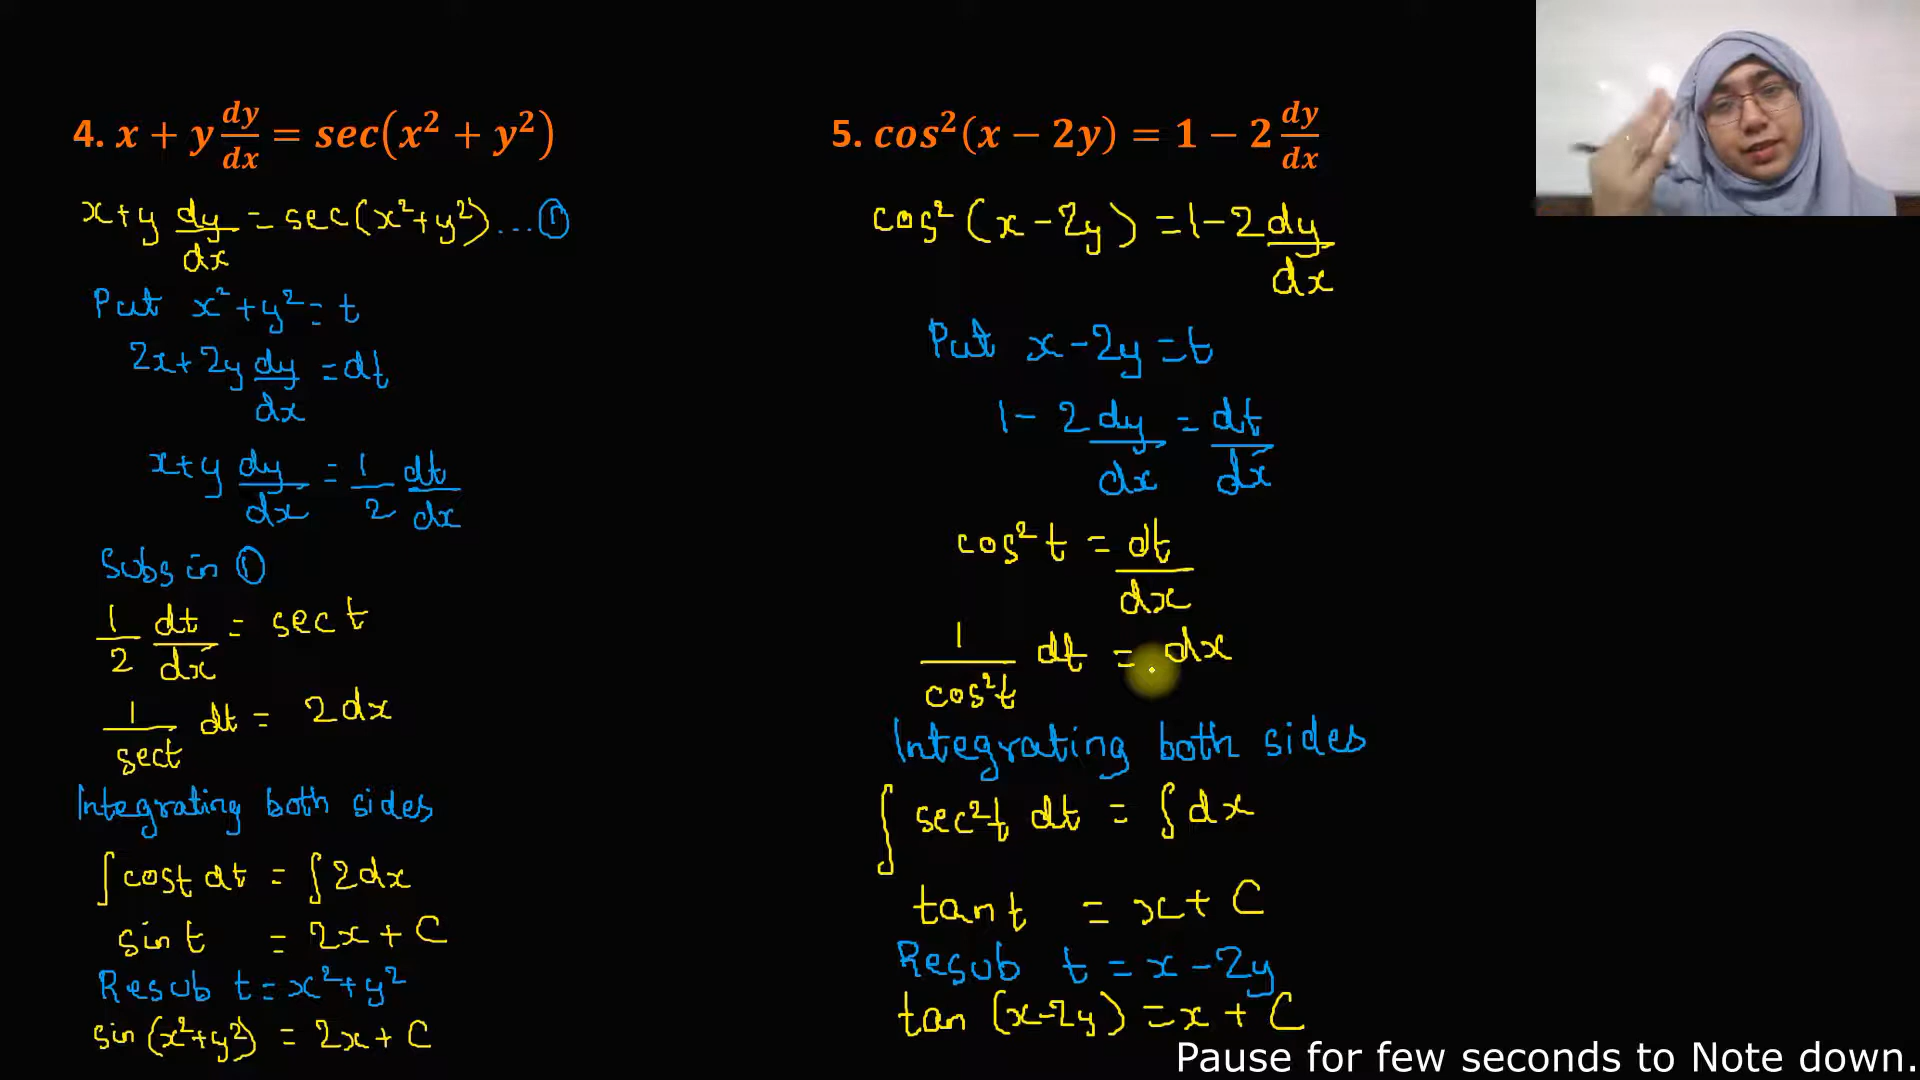 4. x + y dy/dx = sec(x² + y²)
x+y dy/dx = sec(x²+y²) ... ①
Put x²+y² = t
2x+2y dy/dx = dt
x+y dy/dx = 1/2 dt/dx
Subs in ①
1/2 dt/dx = sec t
1/sect dt = 2dx
Integrating both sides
∫cost dt = ∫2dx
sint = 2x + C
Resub t = x²+y²
sin(x²+y²) = 2x + C
5. cos²(x − 2y) = 1 − 2 dy/dx
cos²(x−2y) = 1−2 dy/dx
Put x−2y = t
1− 2 dy/dx = dt/dx
cos²t = dt/dx
1/cos²t dt = dx
Integrating both sides
∫sec²t dt = ∫dx
tant = x + C
Resub t = x−2y
tan (x−2y) = x + C
Pause for few seconds to Note down.